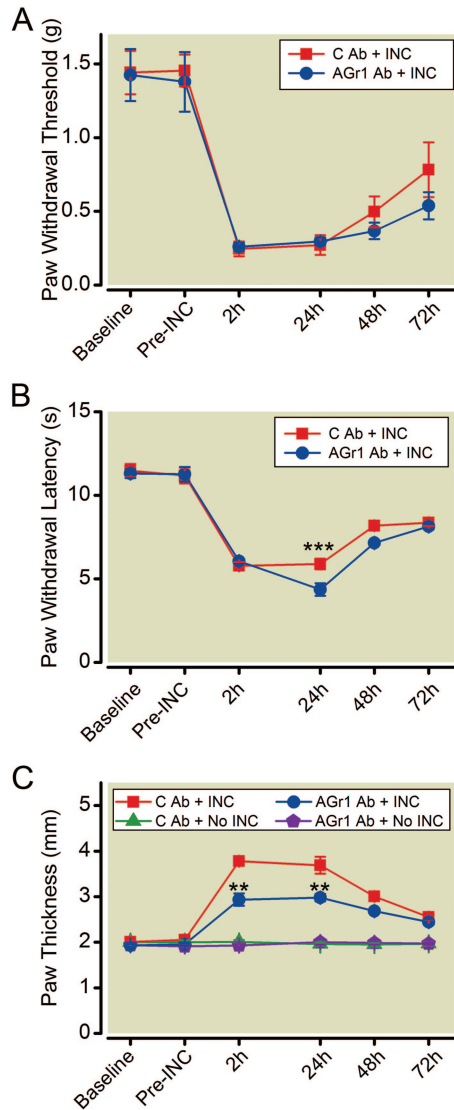 A
Paw Withdrawal Threshold (g)
C Ab + INC
AGr1 Ab + INC
1.5
1.0
0.5
0.0
Baseline
Pre-INC
2h
24h
48h
72h
B
Paw Withdrawal Latency (s)
C Ab + INC
AGr1 Ab + INC
15
10
5
0
***
Baseline
Pre-INC
2h
24h
48h
72h
C
Paw Thickness (mm)
C Ab + INC AGr1 Ab + INC
C Ab + No INC AGr1 Ab + No INC
5
4
3
2
1
0
** **
Baseline
Pre-INC
2h
24h
48h
72h